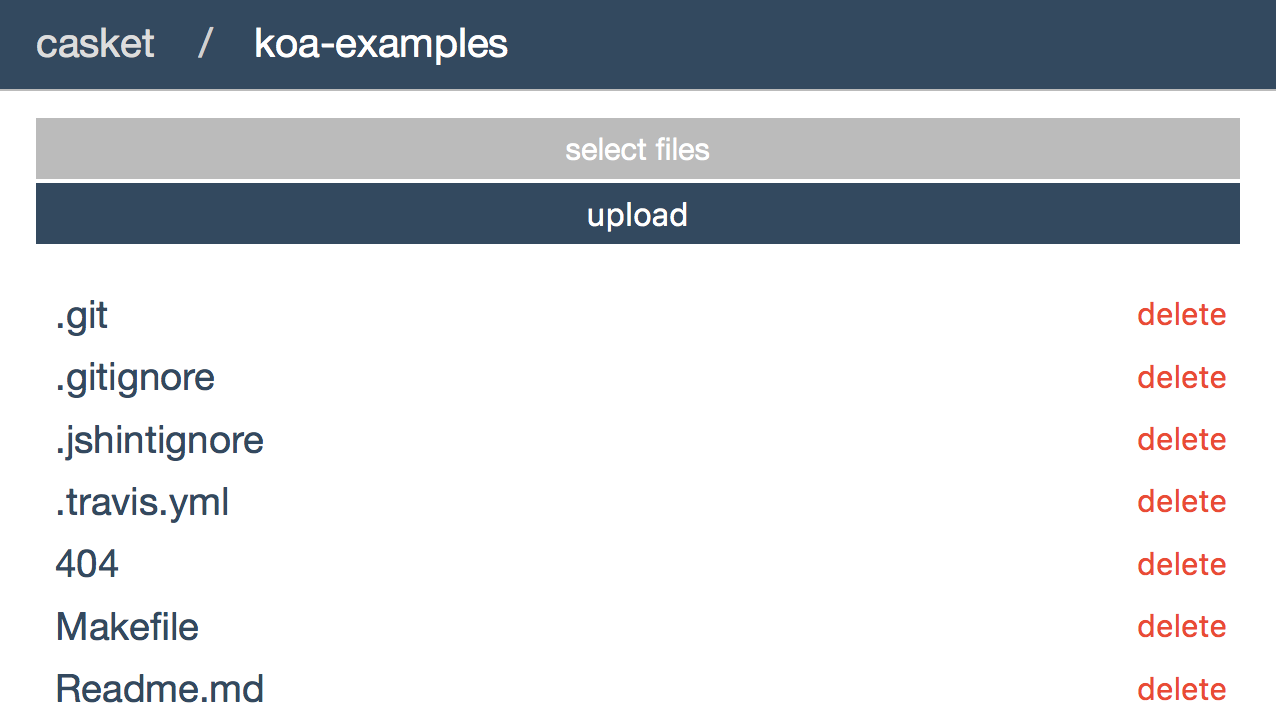 casket / koa-examples
select files
upload
.git delete
.gitignore delete
.jshintignore delete
.travis.yml delete
404 delete
Makefile delete
Readme.md delete